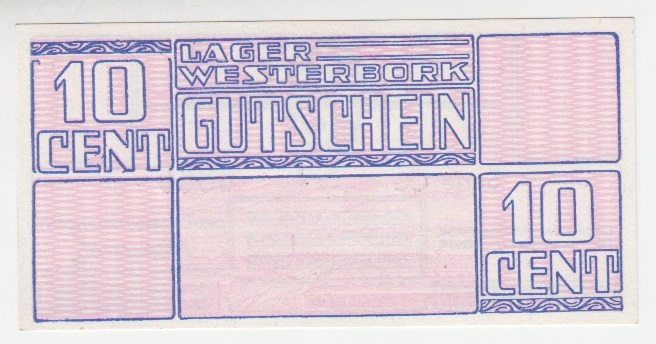 10
CENT
LAGER
WESTERBORK
GUTSCHEIN
10
CENT